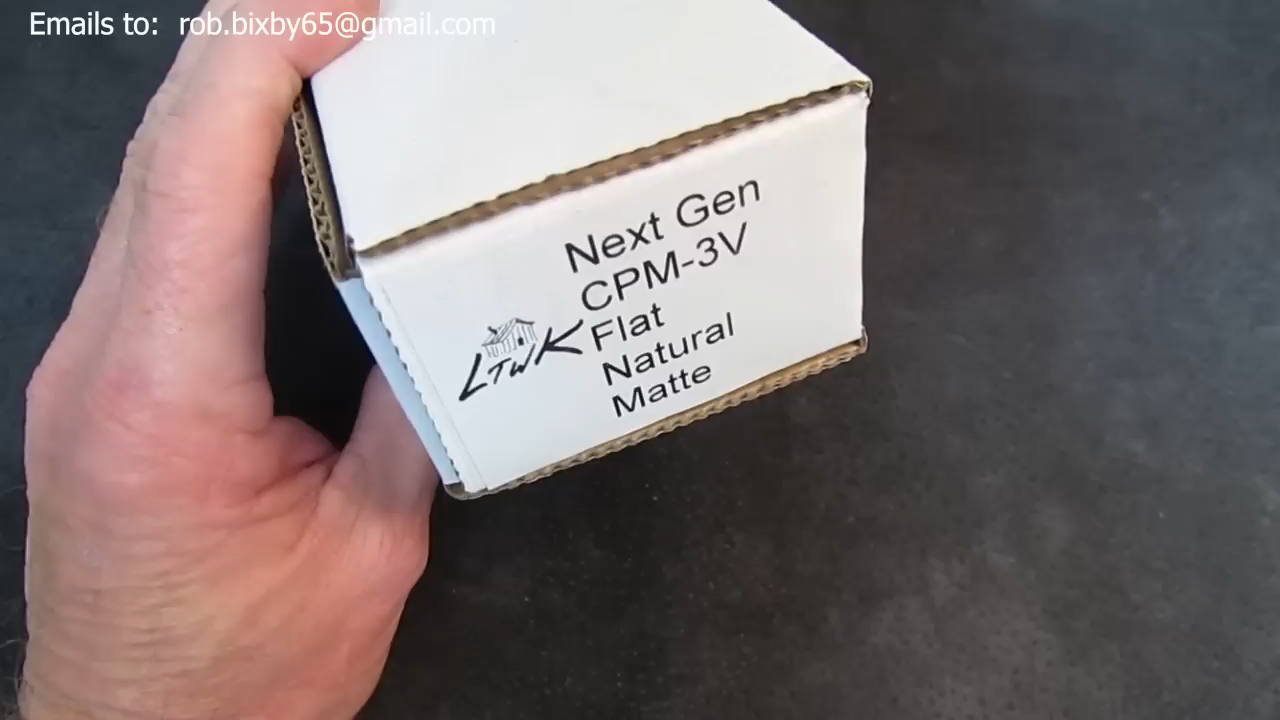 Emails to: rob.bixby65@gmail.com
Next Gen
CPM-3V
Flat
Natural
Matte
LTWK